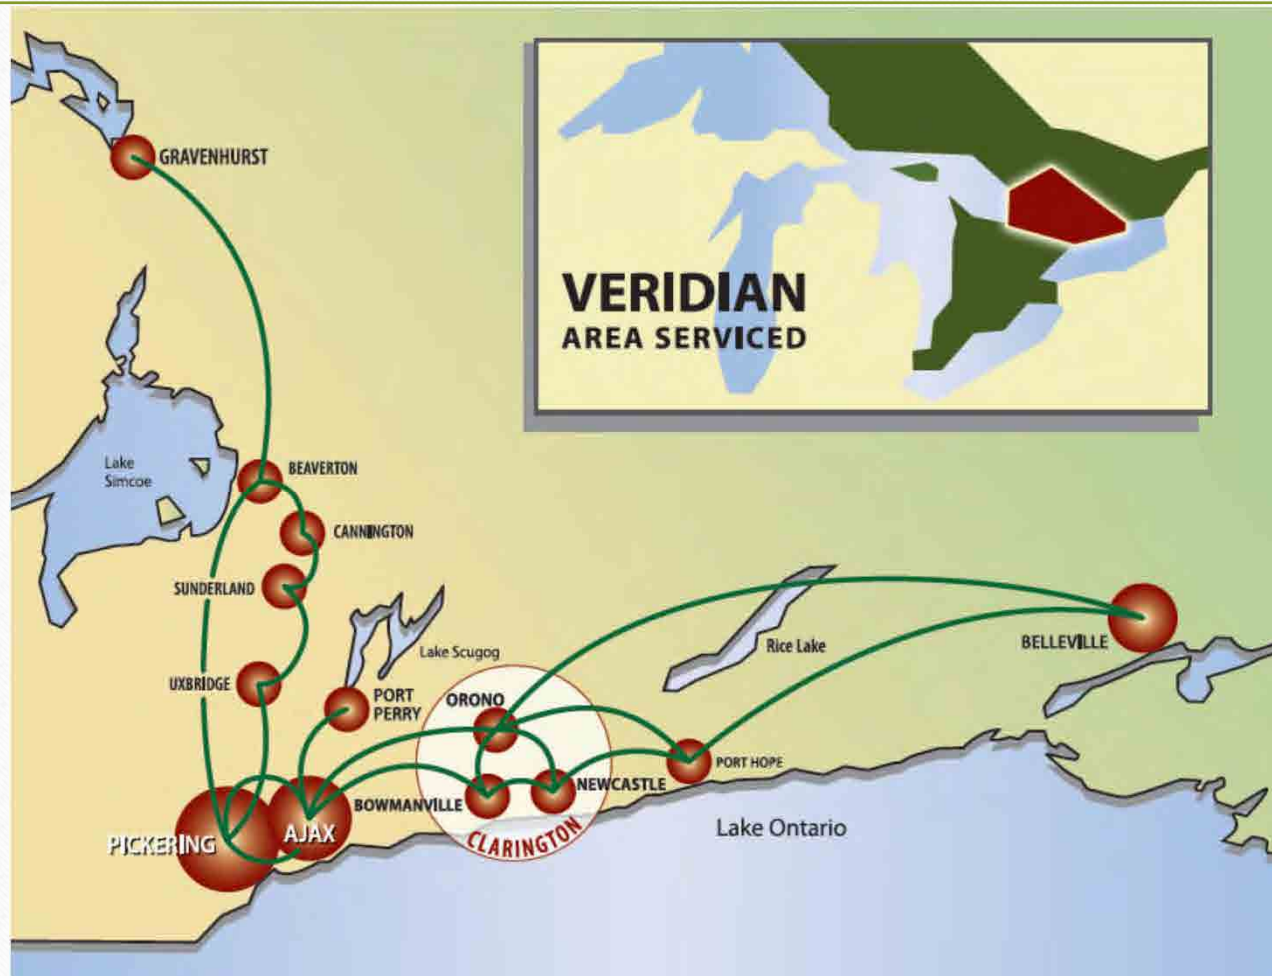 GRAVENHURST
VERIDIAN
AREA SERVICED
Lake
Simcoe
BEAVERTON
CANNINGTON
SUNDERLAND
Lake Scugog
Rice Lake
BELLEVILLE
UXBRIDGE
PORT
PERRY
ORONO
PORT HOPE
NEWCASTLE
BOWMANVILLE
PICKERING
AJAX
CLARINGTON
Lake Ontario